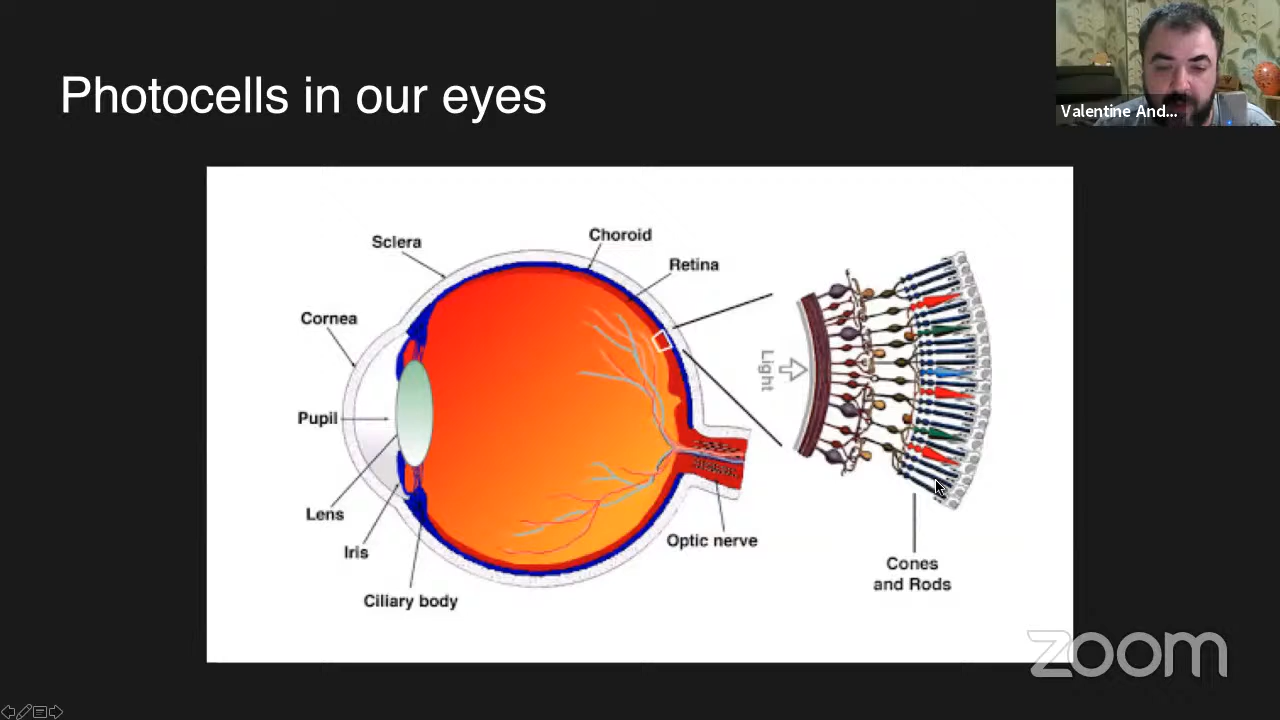 Photocells in our eyes
Valentine And...
Sclera
Choroid
Retina
Cornea
Light
Pupil
Lens
Iris
Optic nerve
Cones
and Rods
Ciliary body
zoom